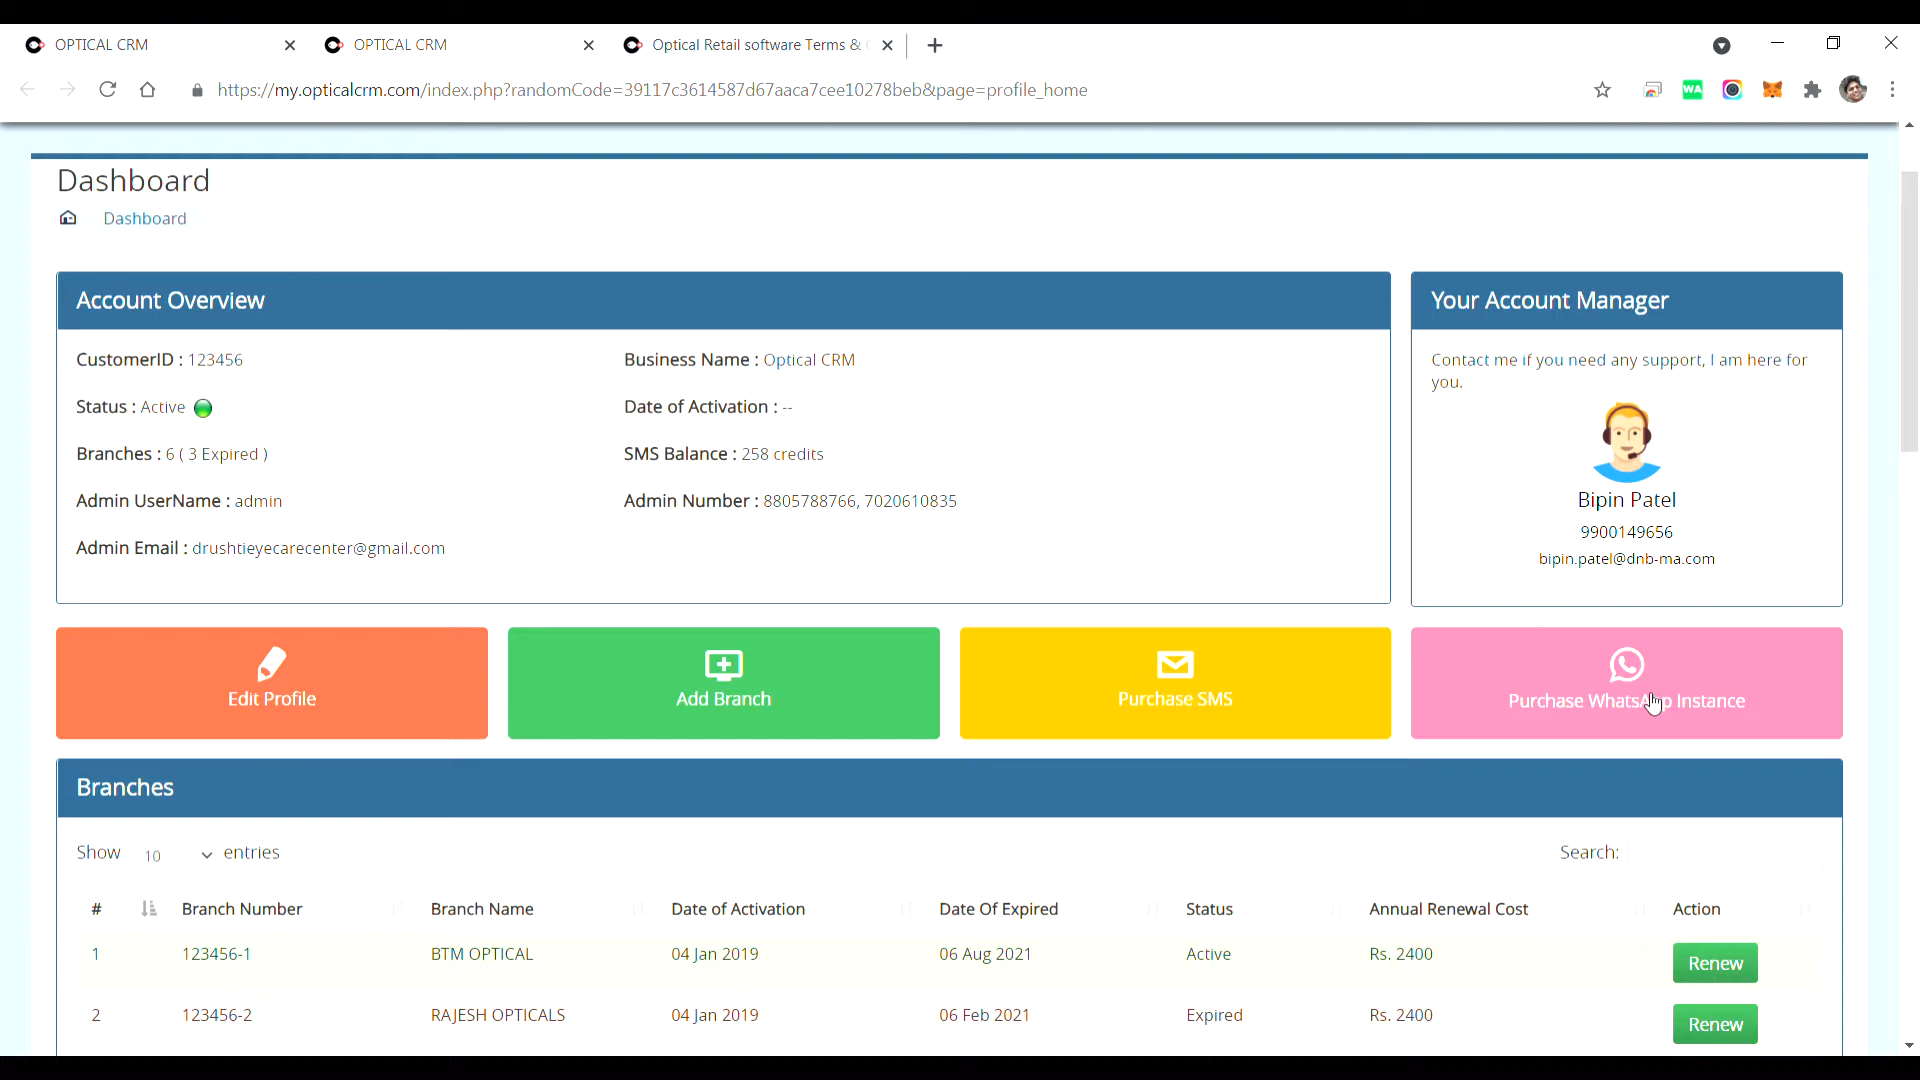 OPTICAL CRM
OPTICAL CRM
Optical Retail software Terms &
https://my.opticalcrm.com/index.php?randomCode=39117c3614587d67aaca7cee10278beb&page=profile_home
WA
Dashboard
Dashboard
Account Overview
CustomerID : 123456
Business Name : Optical CRM
Status : Active
Date of Activation : --
Branches : 6 ( 3 Expired )
SMS Balance : 258 credits
Admin UserName : admin
Admin Number : 8805788766, 7020610835
Admin Email : drushtieyecarecenter@gmail.com
Your Account Manager
Contact me if you need any support, I am here for
you.
Bipin Patel
9900149656
bipin.patel@dnb-ma.com
Edit Profile
Add Branch
Purchase SMS
Purchase WhatsApp Instance
Branches
Show 10 entries
Search:
# Branch Number Branch Name Date of Activation Date Of Expired Status Annual Renewal Cost Action
1 123456-1 BTM OPTICAL 04 Jan 2019 06 Aug 2021 Active Rs. 2400 Renew
2 123456-2 RAJESH OPTICALS 04 Jan 2019 06 Feb 2021 Expired Rs. 2400 Renew